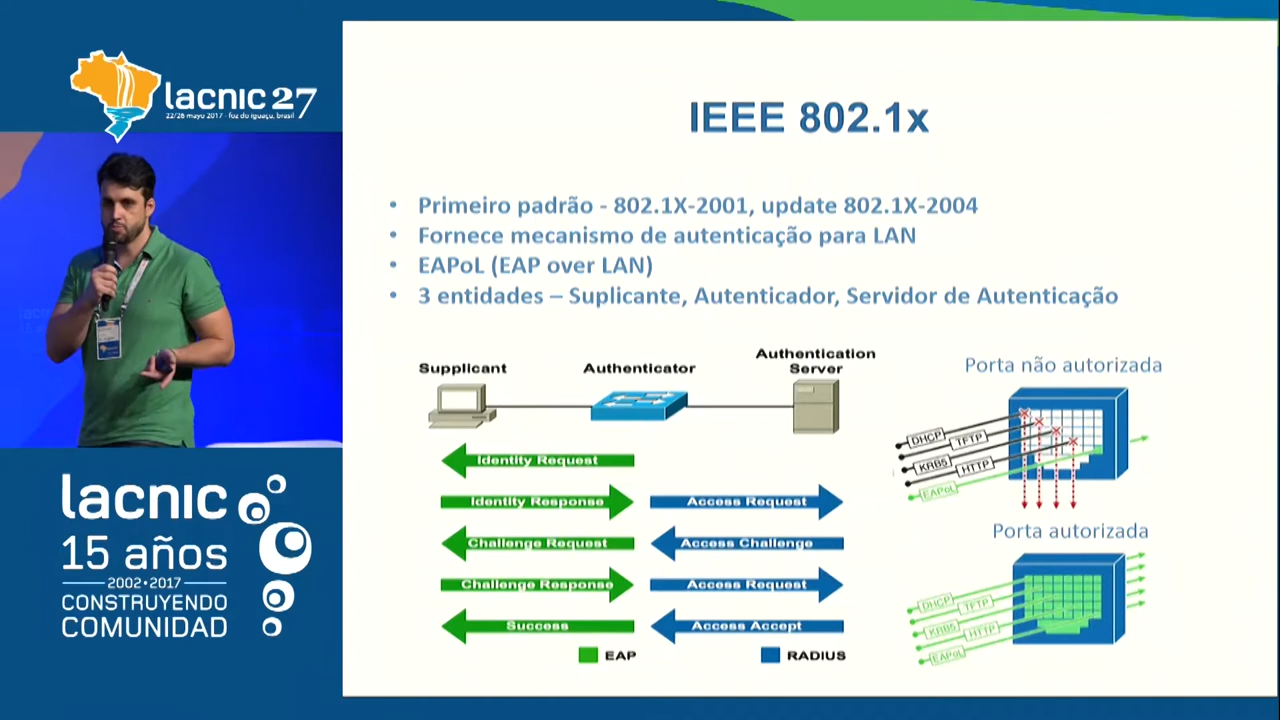 lacnic 27
22/26 mayo 2017 - foz do iguaçu, brasil
IEEE 802.1x
• Primeiro padrão - 802.1X-2001, update 802.1X-2004
• Fornece mecanismo de autenticação para LAN
• EAPoL (EAP over LAN)
• 3 entidades – Suplicante, Autenticador, Servidor de Autenticação
Supplicant
Authenticator
Authentication
Server
Identity Request
Identity Response
Access Request
Challenge Request
Access Challenge
Challenge Response
Access Request
Success
Access Accept
EAP
RADIUS
Porta não autorizada
DHCP
TFTP
KRB5
HTTP
EAPoL
Porta autorizada
DHCP
TFTP
KRB5
HTTP
EAPoL
lacnic
15 años
2002•2017
CONSTRUYENDO
COMUNIDAD